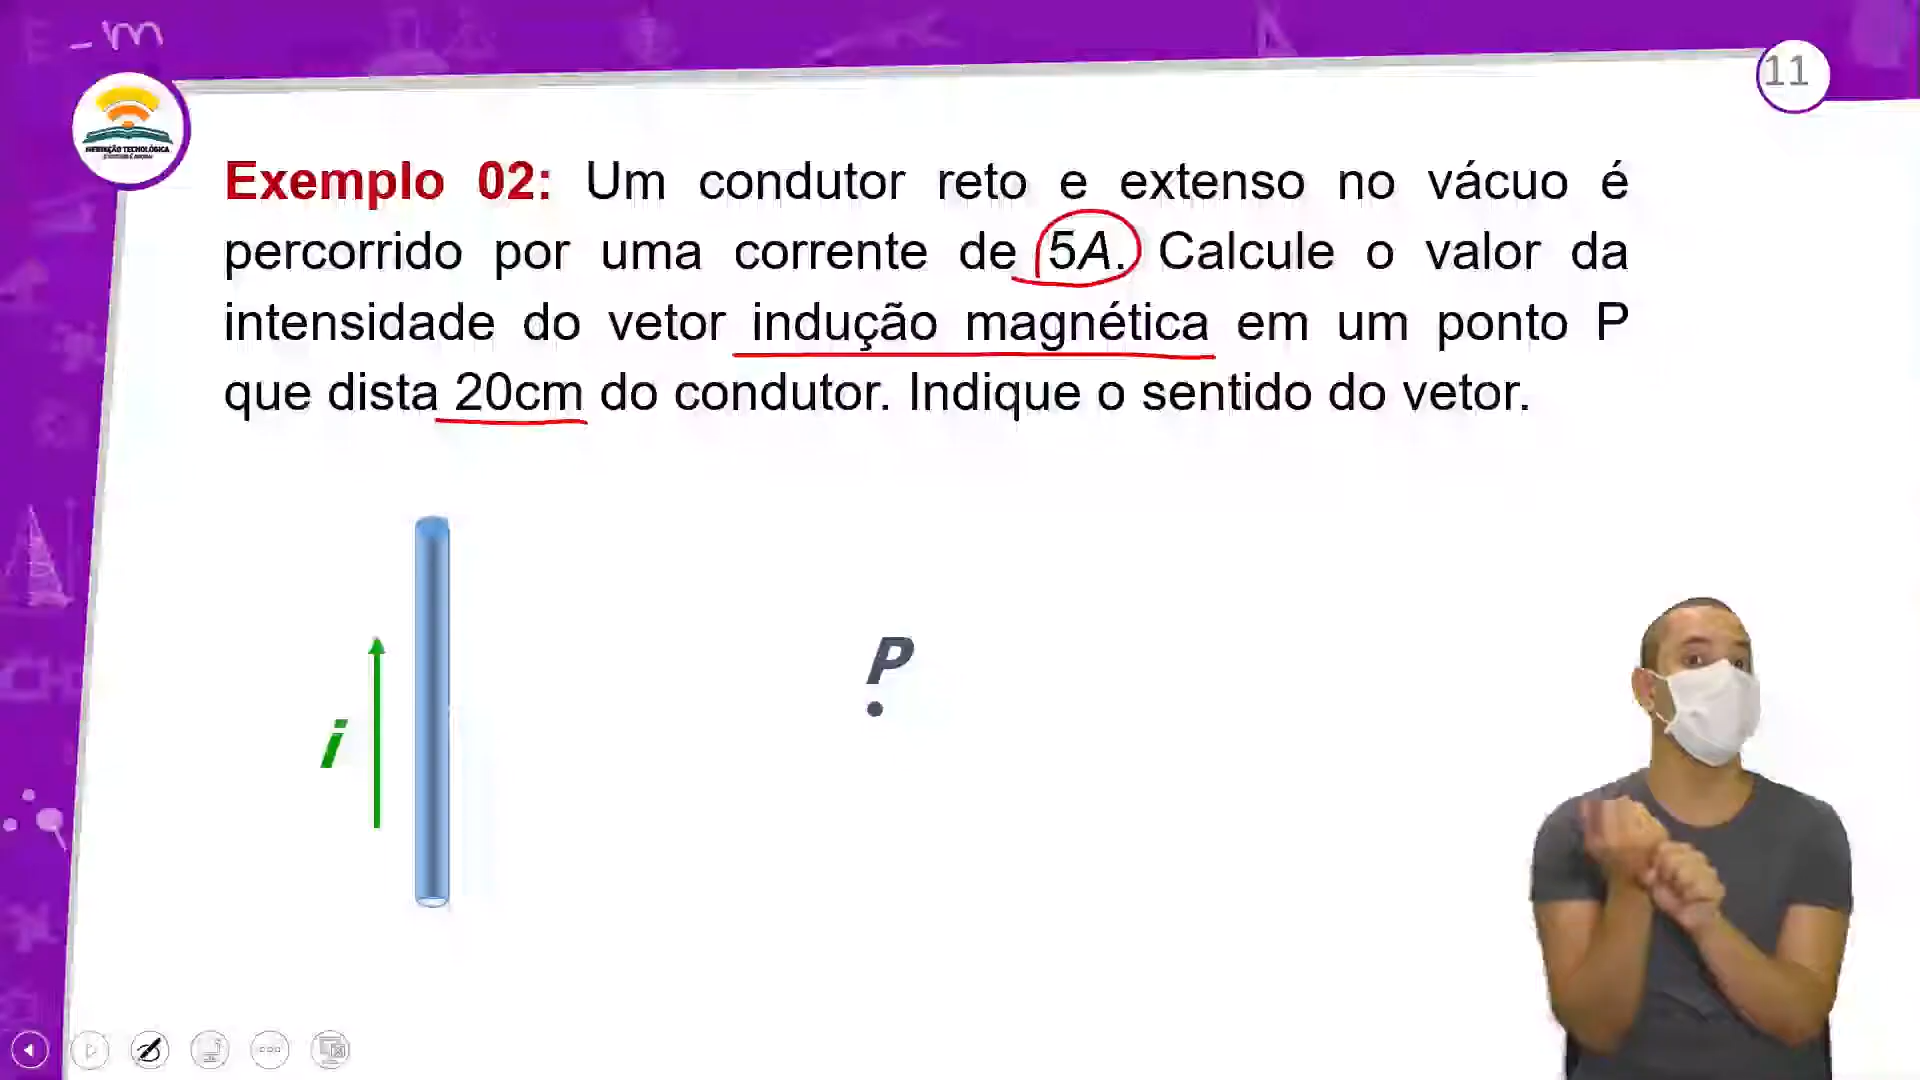 11
Exemplo 02: Um condutor reto e extenso no vácuo é
percorrido por uma corrente de 5A. Calcule o valor da
intensidade do vetor indução magnética em um ponto P
que dista 20cm do condutor. Indique o sentido do vetor.
P
i